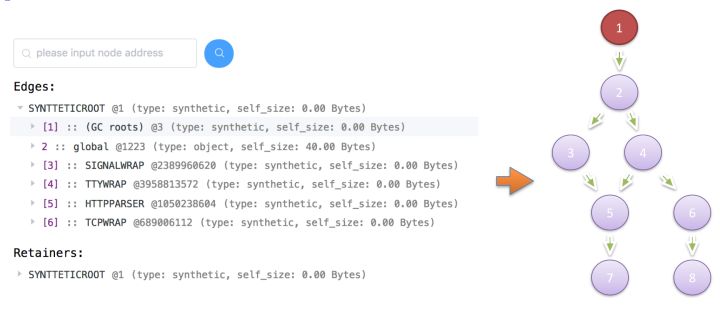 please input node address
Edges:
SYNTTETICROOT @1 (type: synthetic, self_size: 0.00 Bytes)
[1] :: (GC roots) @3 (type: synthetic, self_size: 0.00 Bytes)
2 :: global @1223 (type: object, self_size: 40.00 Bytes)
[3] :: SIGNALWRAP @2389960620 (type: synthetic, self_size: 0.00 Bytes)
[4] :: TTYWRAP @3958813572 (type: synthetic, self_size: 0.00 Bytes)
[5] :: HTTPPARSER @1050238604 (type: synthetic, self_size: 0.00 Bytes)
[6] :: TCPWRAP @689006112 (type: synthetic, self_size: 0.00 Bytes)
Retainers:
SYNTTETICROOT @1 (type: synthetic, self_size: 0.00 Bytes)
1
2
3 4
5 6
7 8